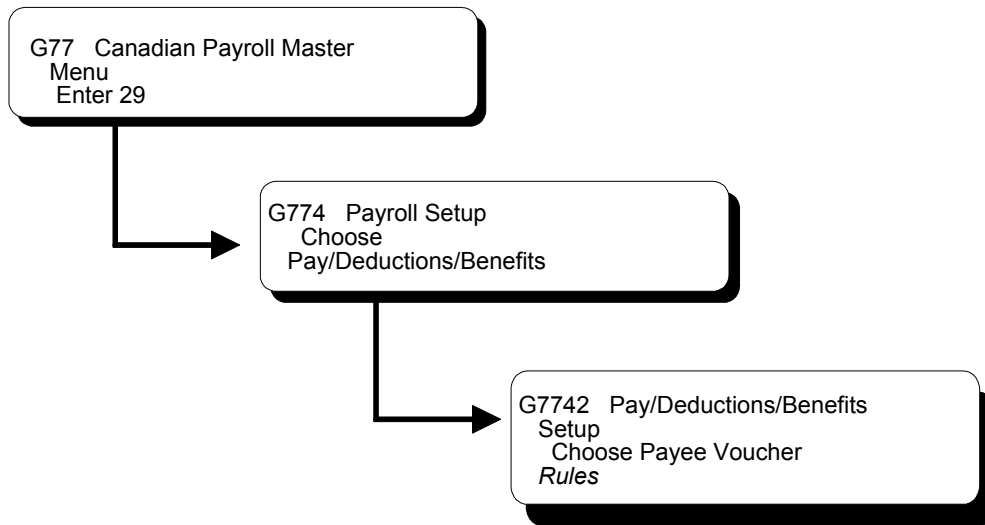 G77 Canadian Payroll Master
Menu
Enter 29
G774 Payroll Setup
Choose
Pay/Deductions/Benefits
G7742 Pay/Deductions/Benefits
Setup
Choose Payee Voucher
Rules